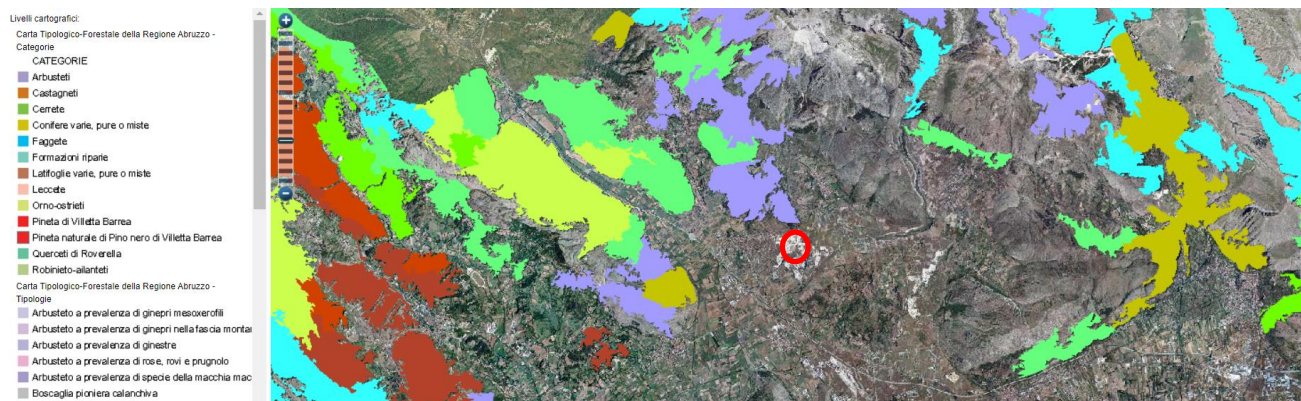 Livelli cartografici:
Carta Tipologico-Forestale della Regione Abruzzo -
Categorie
CATEGORIE
Arbusteti
Castagneti
Cerrete
Conifere varie, pure o miste
Faggete
Formazioni riparie
Latifoglie varie, pure o miste
Leccete
Orno-ostrieti
Pineta di Villetta Barrea
Pineta naturale di Pino nero di Villetta Barrea
Querceti di Roverella
Robinieto-ailanteti
Carta Tipologico-Forestale della Regione Abruzzo -
Tipologie
Arbusteto a prevalenza di ginepri mesoxerofili
Arbusteto a prevalenza di ginepri nella fascia montar
Arbusteto a prevalenza di ginestre
Arbusteto a prevalenza di rose, rovi e prugnolo
Arbusteto a prevalenza di specie della macchia mac
Boscaglia pioniera calanchiva